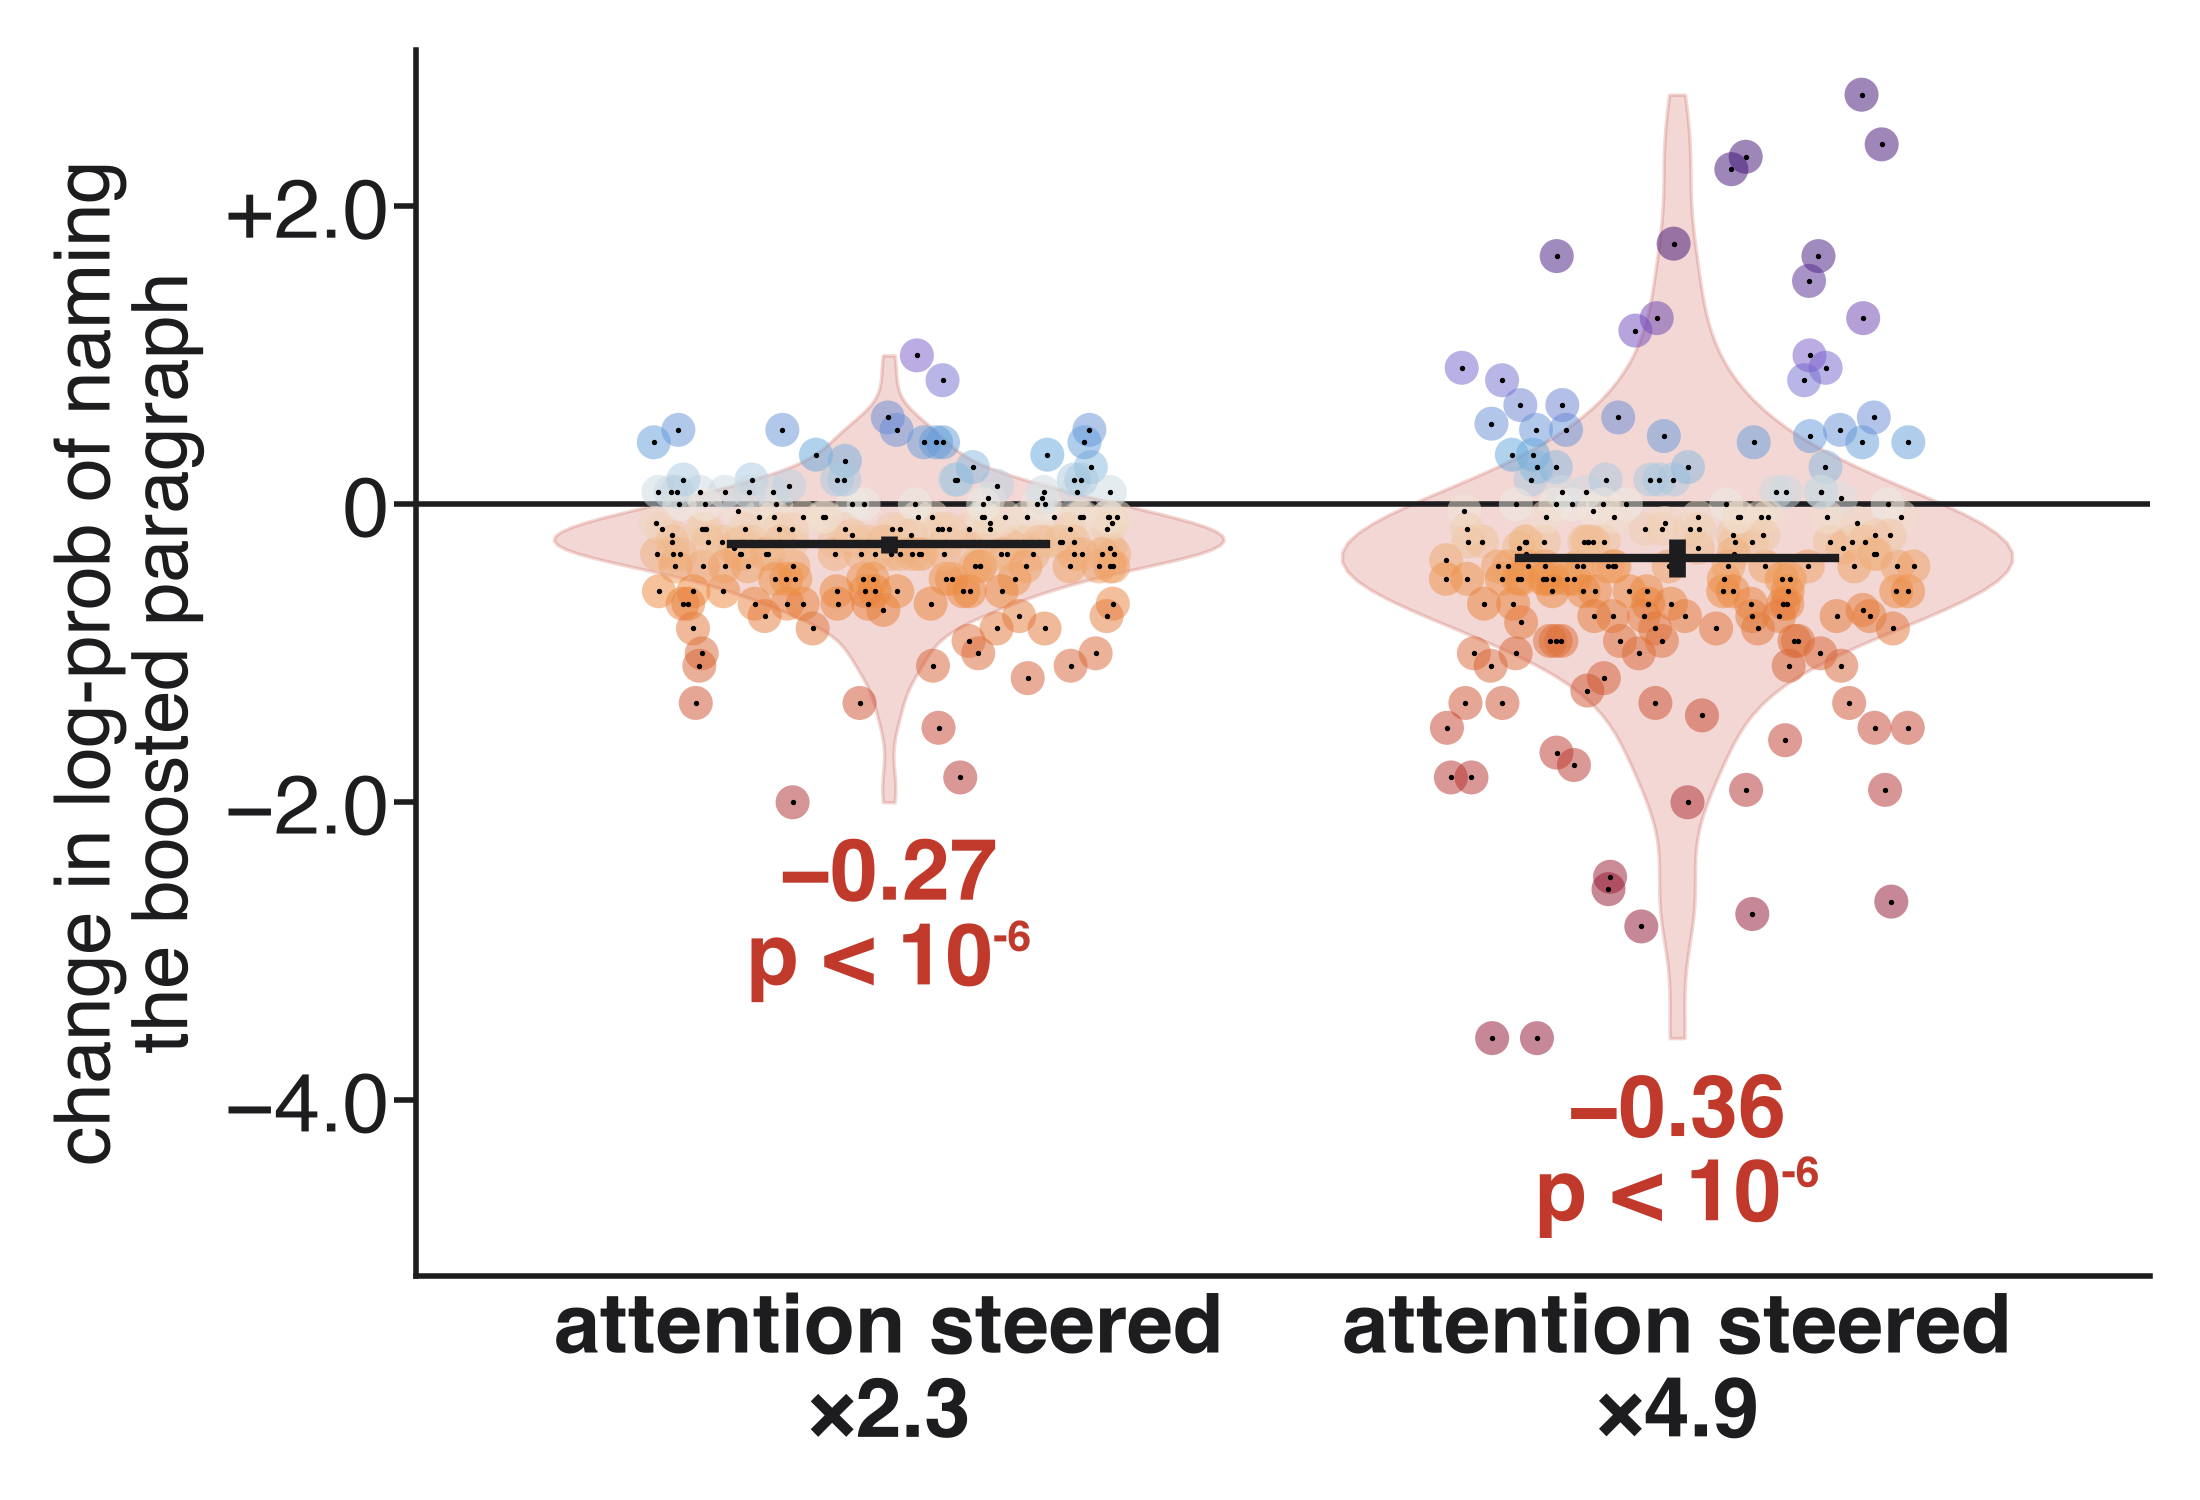 change in log-prob of naming
the boosted paragraph
+2.0
0
−2.0
−4.0
−0.27
p < 10⁻⁶
−0.36
p < 10⁻⁶
attention steered
×2.3
attention steered
×4.9